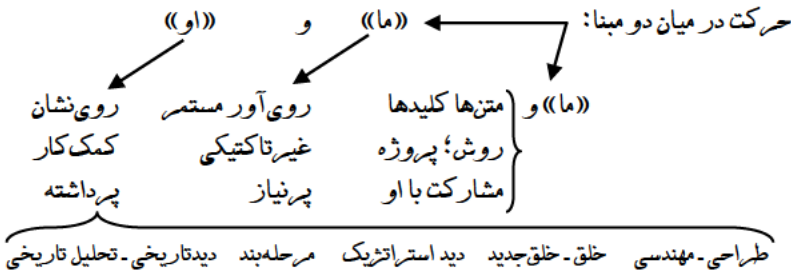 حرکت در میان دو مبنا: «ما» و «او»
«ما» و متن‌ها کلیدها روی‌آور مستمر روی‌نشان
روش؛ پروژه غیرتاکتیکی کمک‌کار
مشارکت با او پرنیاز پرداشته
طراحی ـ مهندسی خلق ـ خلق‌جدید دید استراتژیک مرحله‌بند دیدتاریخی ـ تحلیل تاریخی